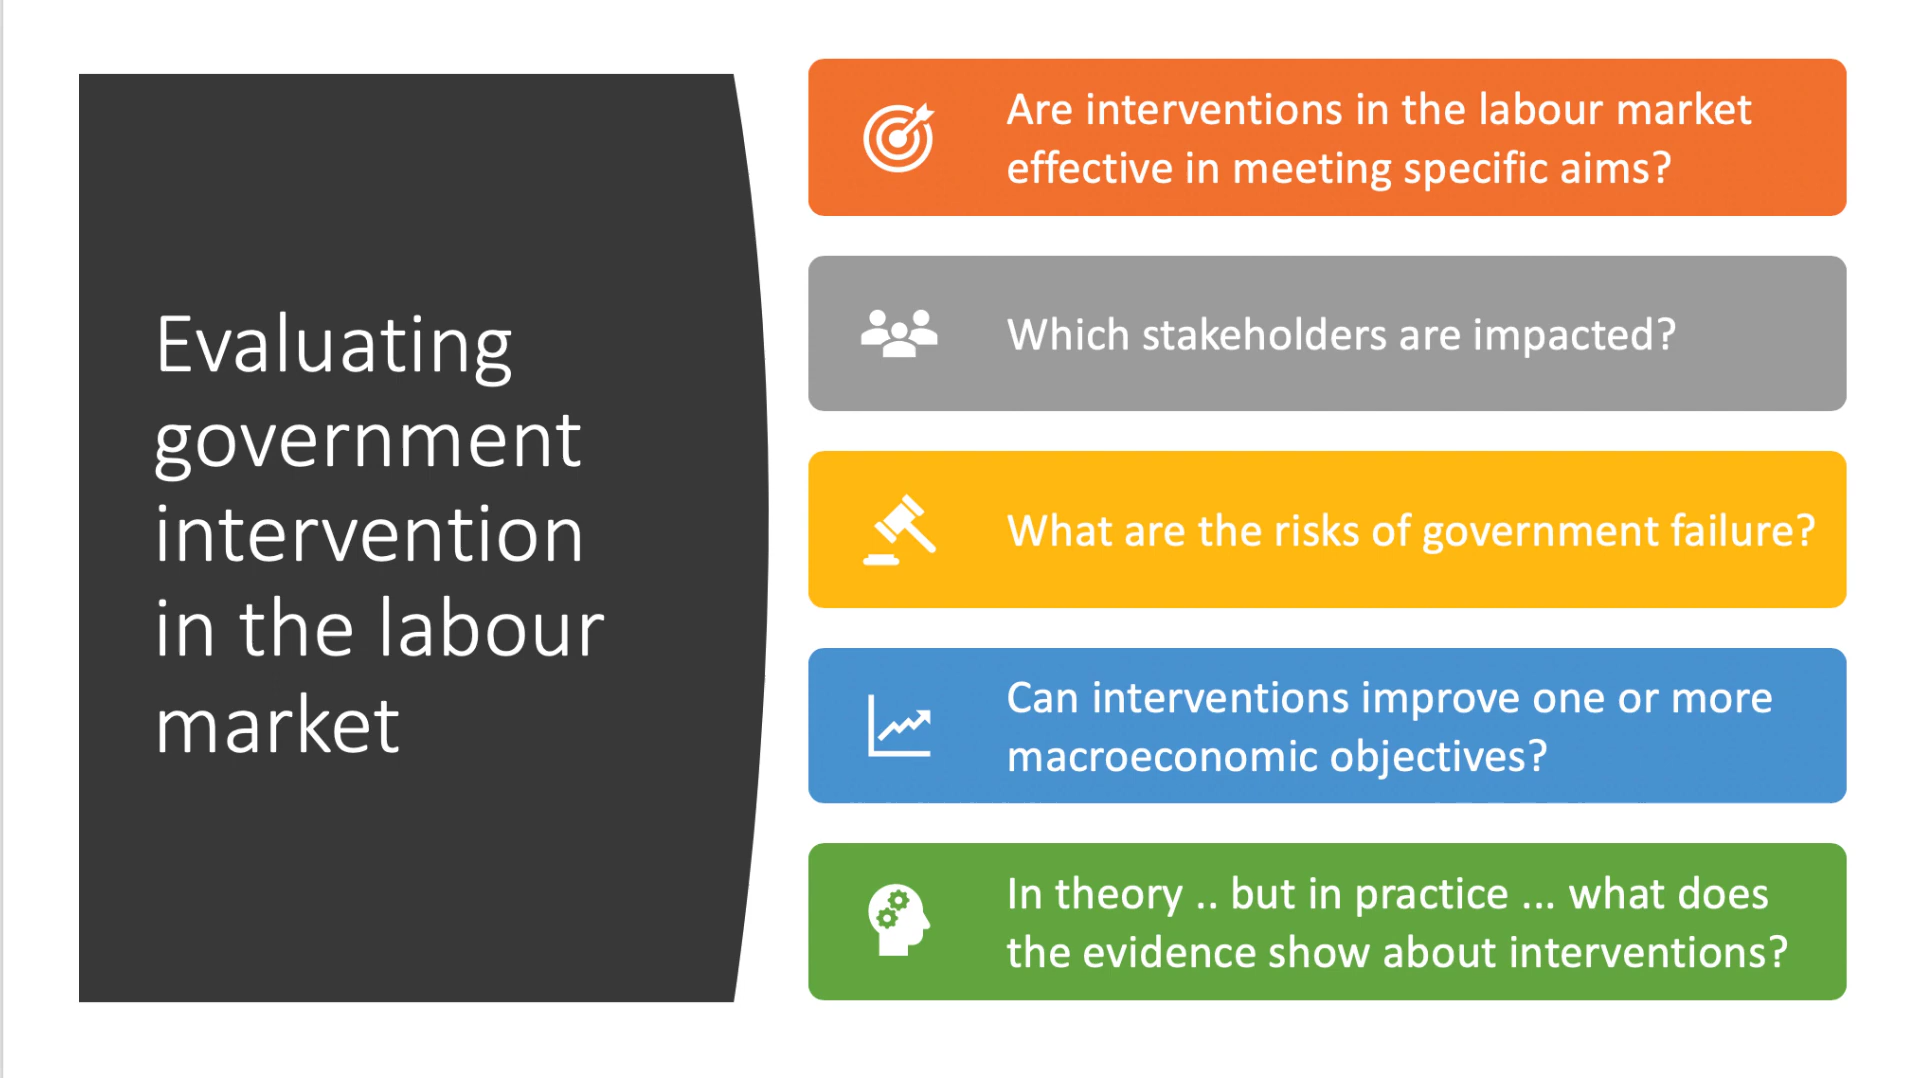 Evaluating
government
intervention
in the labour
market
Are interventions in the labour market
effective in meeting specific aims?
Which stakeholders are impacted?
What are the risks of government failure?
Can interventions improve one or more
macroeconomic objectives?
In theory .. but in practice ... what does
the evidence show about interventions?